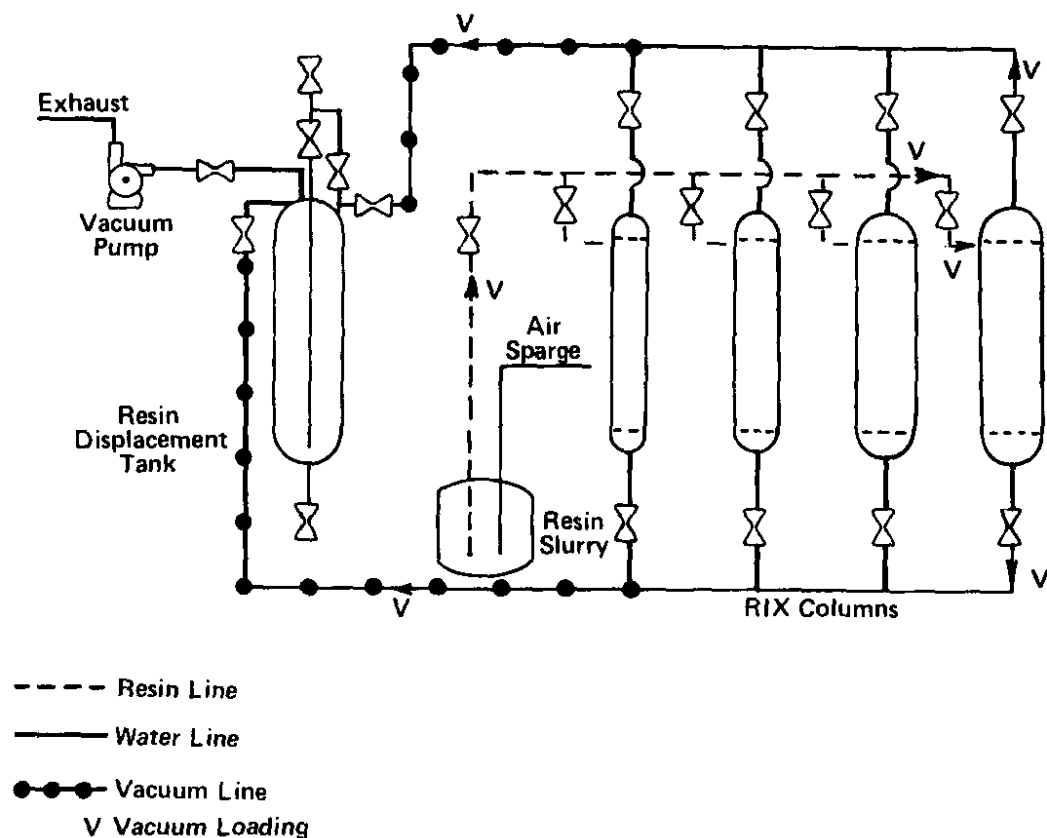 V
Exhaust
V
Vacuum
Pump
V
V
V
Air
Sparge
Resin
Displacement
Tank
Resin
Slurry
V
V
RIX Columns
Resin Line
Water Line
Vacuum Line
V Vacuum Loading